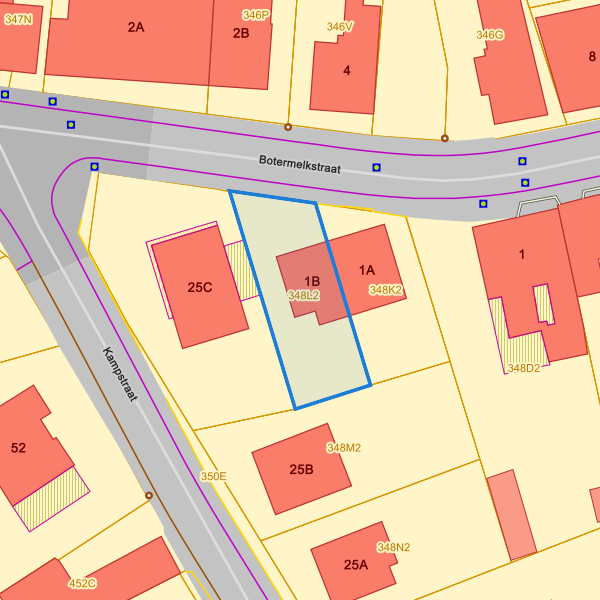 347N
2A
346P
2B
346V
4
346G
8
Botermelkstraat
1
1A
1B
348L2
348K2
25C
348D2
Kampstraat
52
348M2
25B
350E
348N2
25A
452C